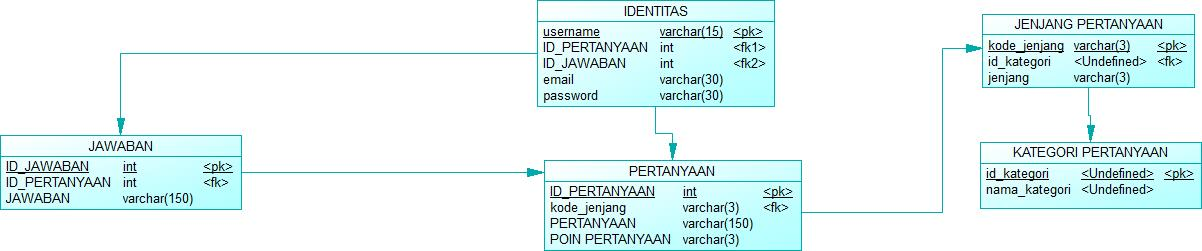 IDENTITAS
username varchar(15) <pk>
ID_PERTANYAAN int <fk1>
ID_JAWABAN int <fk2>
email varchar(30)
password varchar(30)
JENJANG PERTANYAAN
kode_jenjang varchar(3) <pk>
id_kategori <Undefined> <fk>
jenjang varchar(3)
JAWABAN
ID_JAWABAN int <pk>
ID_PERTANYAAN int <fk>
JAWABAN varchar(150)
PERTANYAAN
ID_PERTANYAAN int <pk>
kode_jenjang varchar(3) <fk>
PERTANYAAN varchar(150)
POIN PERTANYAAN varchar(3)
KATEGORI PERTANYAAN
id_kategori <Undefined> <pk>
nama_kategori <Undefined>